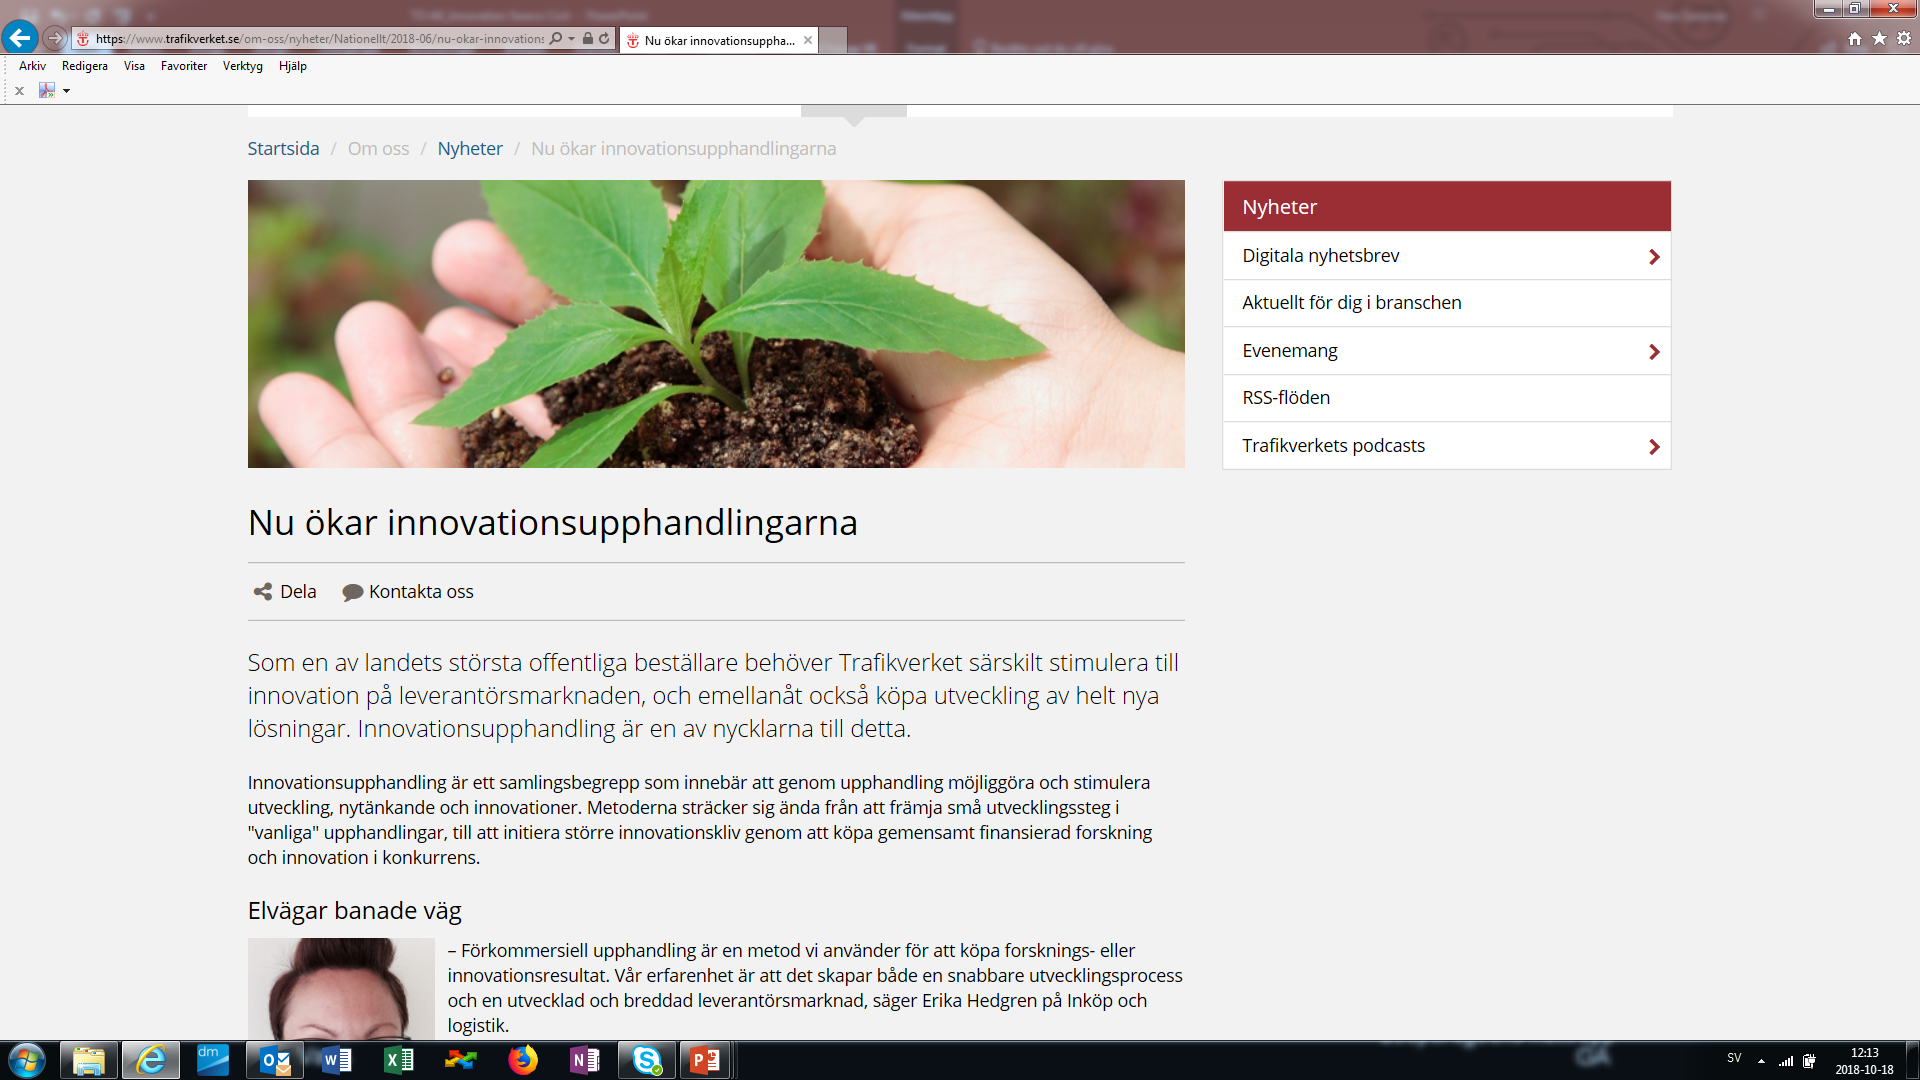 https://www.trafikverket.se/om-oss/nyheter/Nationellt/2018-06/nu-okar-innovations
Nu ökar innovationsuppha...
Arkiv Redigera Visa Favoriter Verktyg Hjälp
Startsida / Om oss / Nyheter / Nu ökar innovationsupphandlingarna
Nyheter
Digitala nyhetsbrev
Aktuellt för dig i branschen
Evenemang
RSS-flöden
Trafikverkets podcasts
Nu ökar innovationsupphandlingarna
Dela Kontakta oss
Som en av landets största offentliga beställare behöver Trafikverket särskilt stimulera till
innovation på leverantörsmarknaden, och emellanåt också köpa utveckling av helt nya
lösningar. Innovationsupphandling är en av nycklarna till detta.
Innovationsupphandling är ett samlingsbegrepp som innebär att genom upphandling möjliggöra och stimulera
utveckling, nytänkande och innovationer. Metoderna sträcker sig ända från att främja små utvecklingssteg i
"vanliga" upphandlingar, till att initiera större innovationskliv genom att köpa gemensamt finansierad forskning
och innovation i konkurrens.
Elvägar banade väg
– Förkommersiell upphandling är en metod vi använder för att köpa forsknings- eller
innovationsresultat. Vår erfarenhet är att det skapar både en snabbare utvecklingsprocess
och en utvecklad och breddad leverantörsmarknad, säger Erika Hedgren på Inköp och
logistik.
dm
SV
12:13
2018-10-18